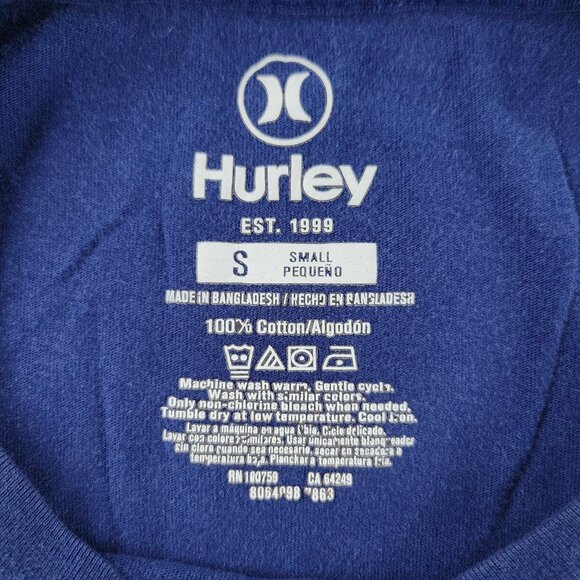 Hurley
EST. 1999
S SMALL
PEQUEÑO
MADE IN BANGLADESH / HECHO EN BANGLADESH
100% Cotton/Algodón
Machine wash warm, Gentle cycle.
Wash with similar colors.
Only non-chlorine bleach when needed.
Tumble dry at low temperature. Cool Iron.
Lavar a máquina en agua tibia. Ciclo delicado.
Lavar con colores similares. Usar únicamente blanqueador
sin cloro cuando sea necesario, secar en secadora a
temperatura baja. Planchar a temperatura fría.
RN 100759 CA 64249